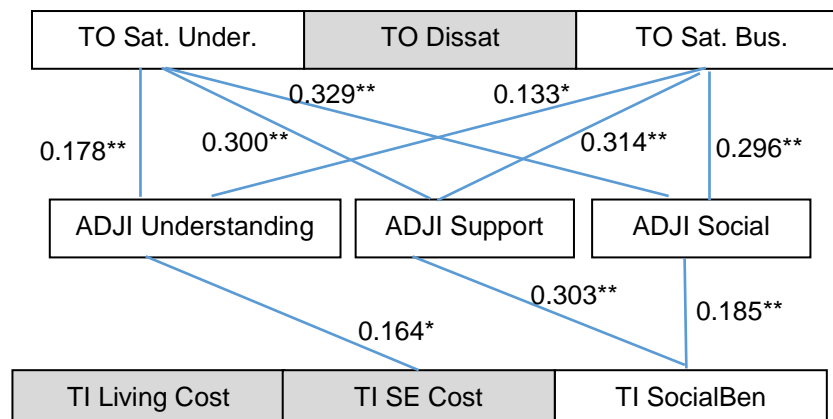 TO Sat. Under. TO Dissat TO Sat. Bus.
0.329** 0.133*
0.178** 0.300** 0.314** 0.296**
ADJI Understanding ADJI Support ADJI Social
0.303** 0.185**
0.164*
TI Living Cost TI SE Cost TI SocialBen